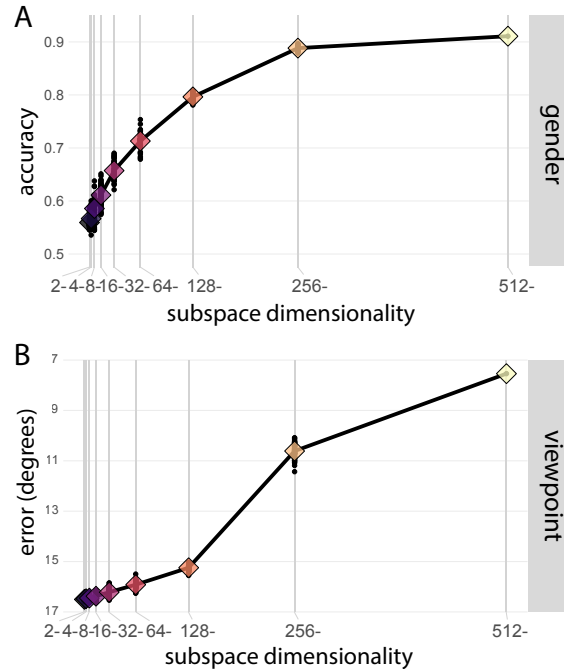 A
0.9
0.8
0.7
0.6
0.5
accuracy
gender
2- 4- 8- 16- 32- 64- 128- 256- 512-
subspace dimensionality
B
7
9
11
13
15
17
error (degrees)
viewpoint
2- 4- 8- 16- 32- 64- 128- 256- 512-
subspace dimensionality